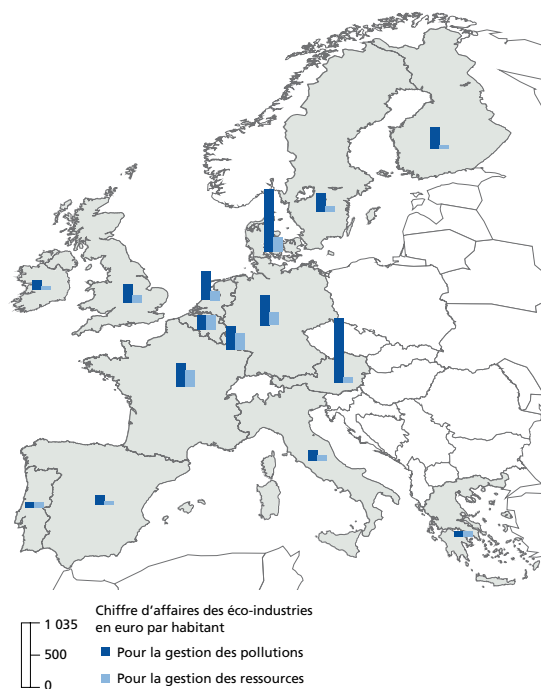 Chiffre d'affaires des éco-industries
en euro par habitant
1 035
500
0
Pour la gestion des pollutions
Pour la gestion des ressources